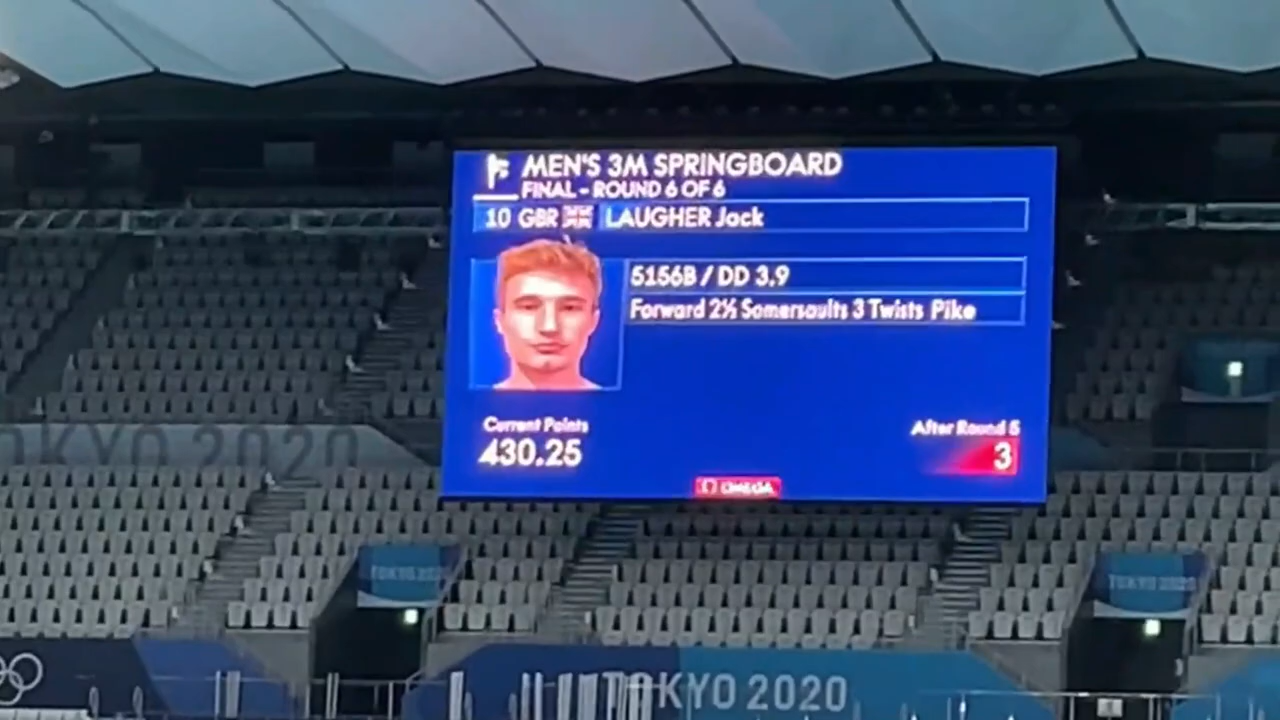 MEN'S 3M SPRINGBOARD
FINAL - ROUND 6 OF 6
10 GBR LAUGHER Jack
5156B / DD 3.9
Forward 2½ Somersaults 3 Twists Pike
Current Points
430.25
After Round 5
3
Ω OMEGA
TOKYO 2020
TOKYO 2020
TOKYO 2020
TOKYO 2020